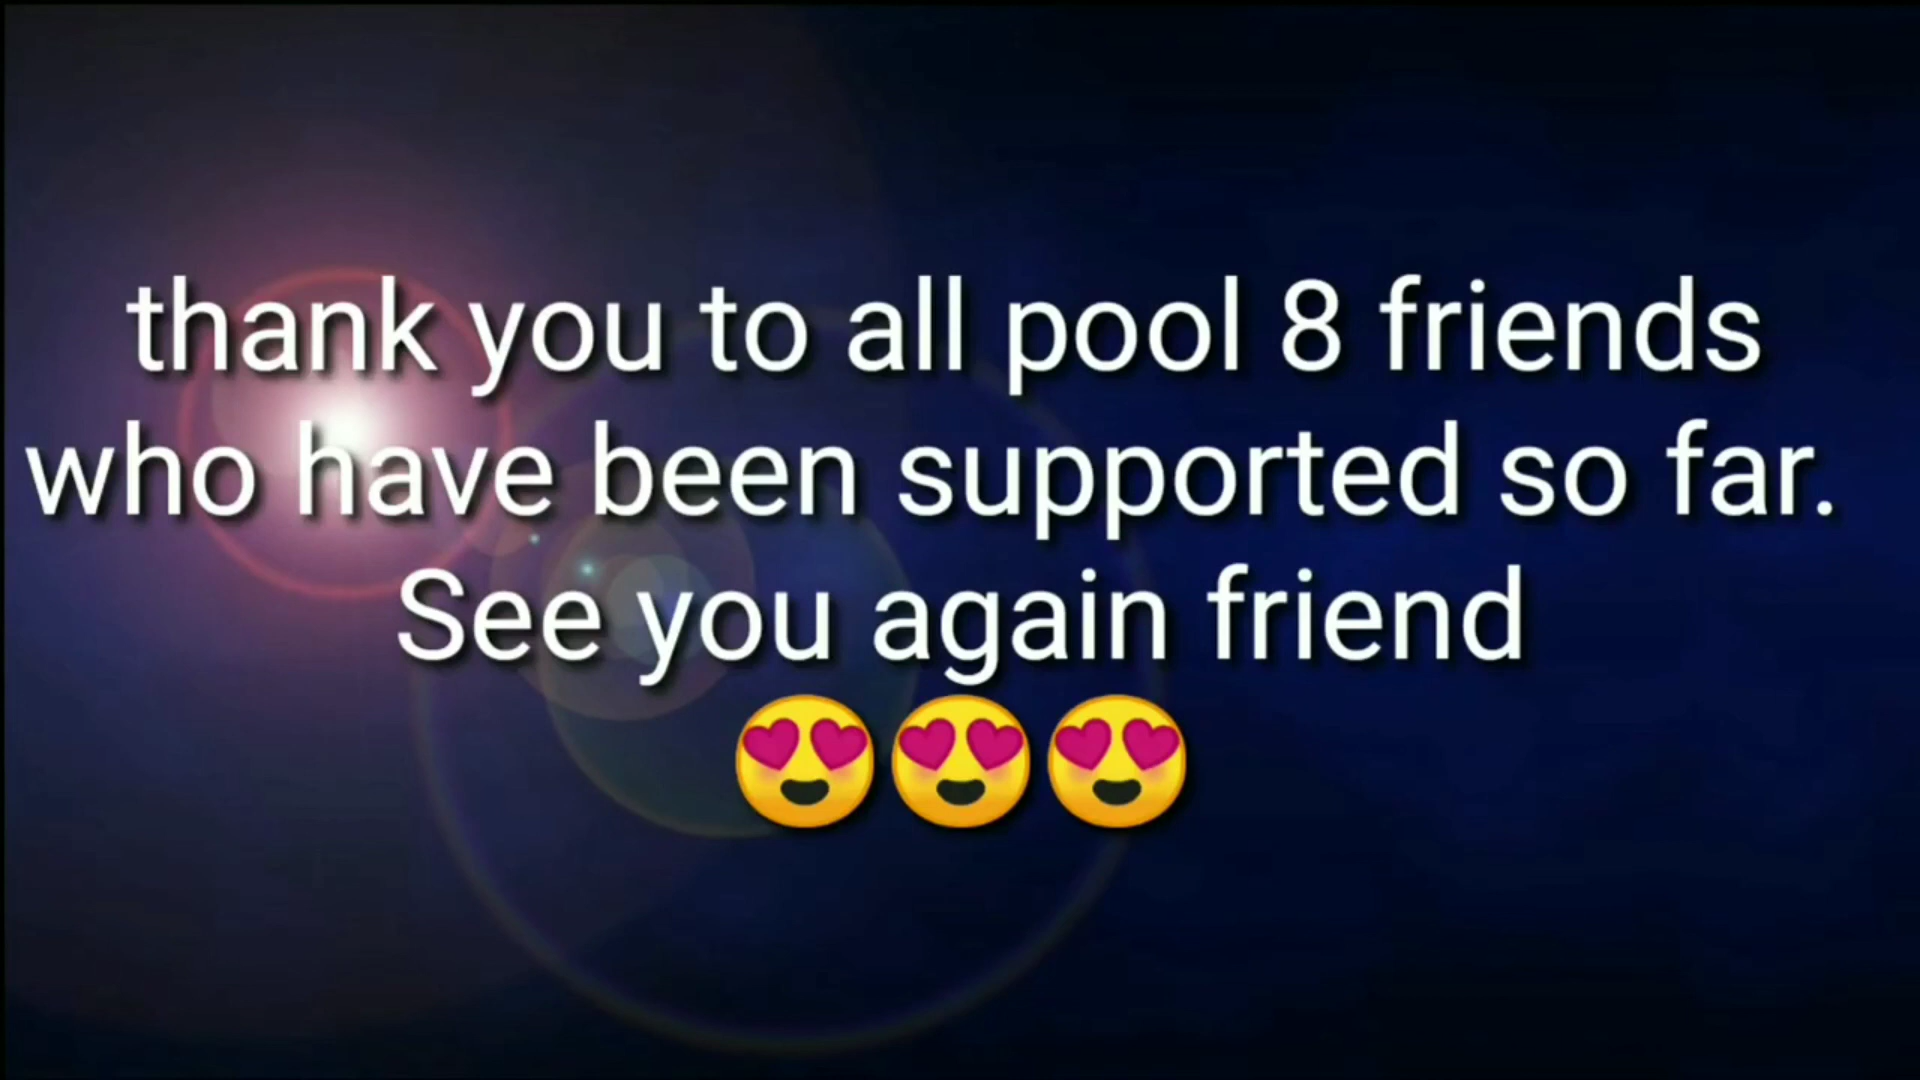 thank you to all pool 8 friends
who have been supported so far.
See you again friend
😍😍😍